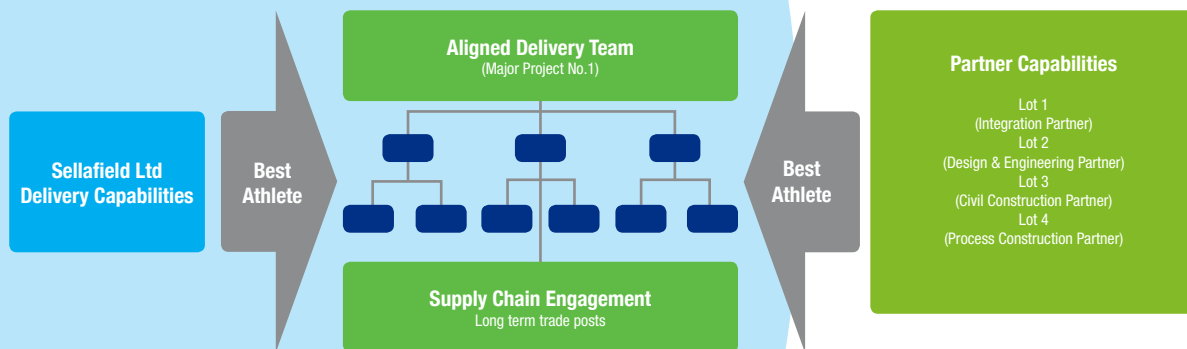 Sellafield Ltd
Delivery Capabilities
Best
Athlete
Aligned Delivery Team
(Major Project No.1)
Supply Chain Engagement
Long term trade posts
Best
Athlete
Partner Capabilities
Lot 1
(Integration Partner)
Lot 2
(Design & Engineering Partner)
Lot 3
(Civil Construction Partner)
Lot 4
(Process Construction Partner)